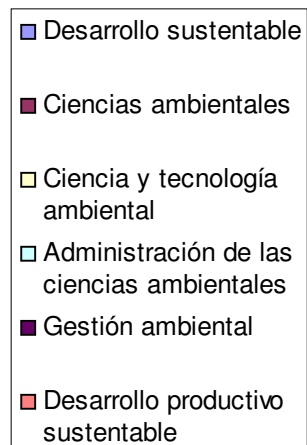 Desarrollo sustentable
Ciencias ambientales
Ciencia y tecnología
ambiental
Administración de las
ciencias ambientales
Gestión ambiental
Desarrollo productivo
sustentable